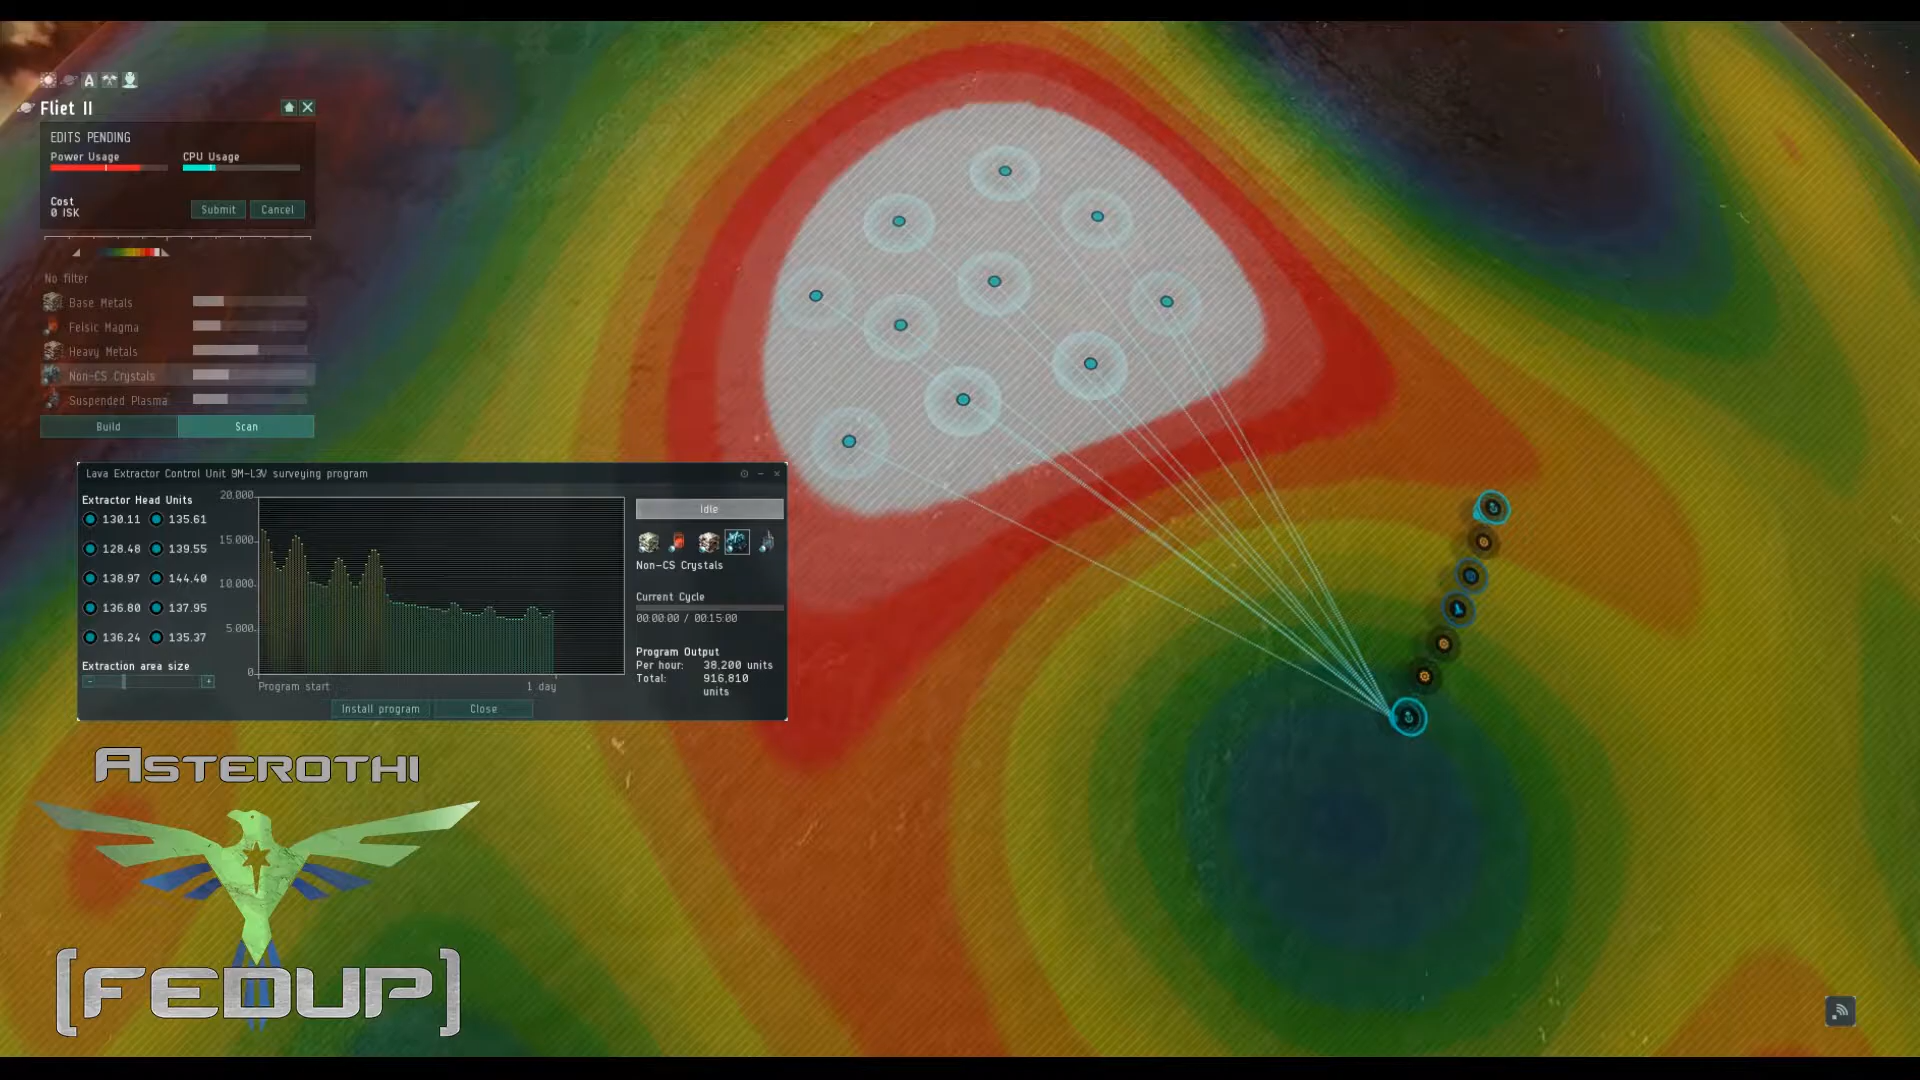 A
Fliet II
EDITS PENDING
Power Usage
CPU Usage
Cost
0 ISK
Submit
Cancel
No filter
Base Metals
Felsic Magma
Heavy Metals
Non-CS Crystals
Suspended Plasma
Build
Scan
Lava Extractor Control Unit 9M-L3V surveying program
Extractor Head Units
130.11 135.61
128.48 139.55
138.97 144.40
136.80 137.95
136.24 135.37
Extraction area size
- +
20.000
15.000
10.000
5.000
0
Program start
1 day
Install program
Close
Idle
Non-CS Crystals
Current Cycle
00:00:00 / 00:15:00
Program Output
Per hour: 38,200 units
Total: 916,810
units
ASTEROTHI
[FEDUP]